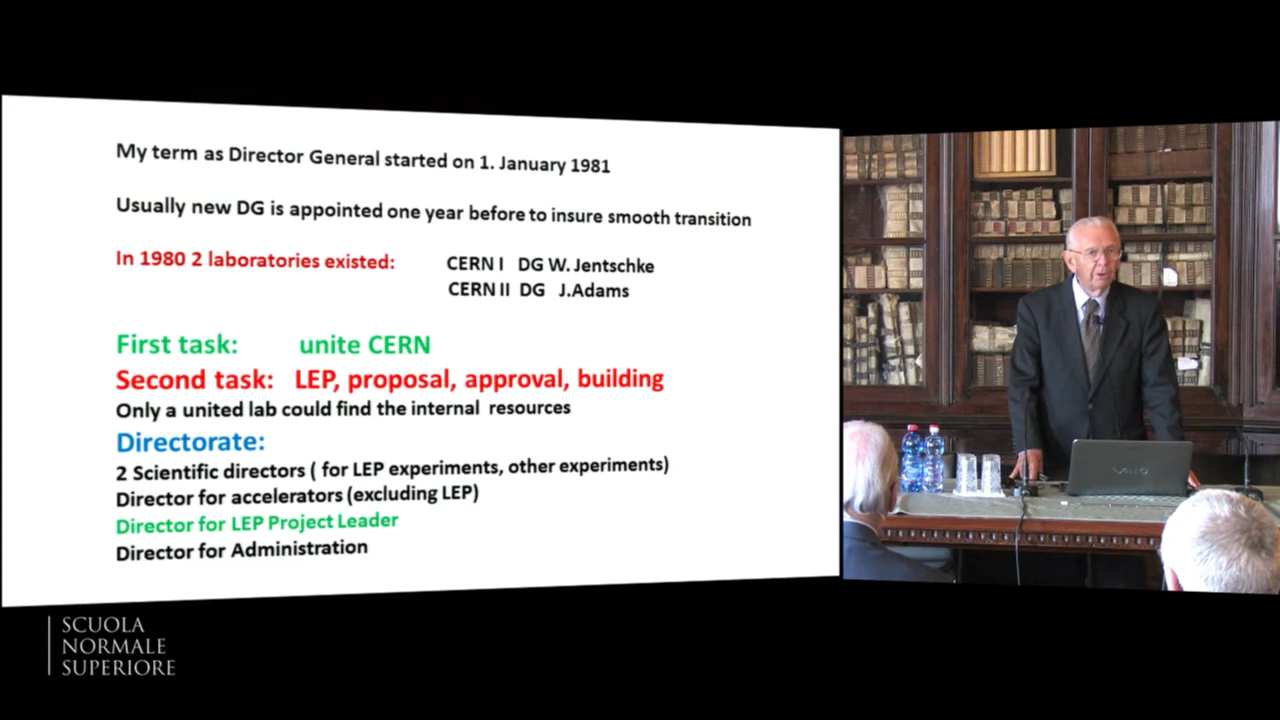 My term as Director General started on 1. January 1981
Usually new DG is appointed one year before to insure smooth transition
In 1980 2 laboratories existed: CERN I DG W. Jentschke
CERN II DG J.Adams
First task: unite CERN
Second task: LEP, proposal, approval, building
Only a united lab could find the internal resources
Directorate:
2 Scientific directors ( for LEP experiments, other experiments)
Director for accelerators (excluding LEP)
Director for LEP Project Leader
Director for Administration
VAIO
SCUOLA
NORMALE
SUPERIORE